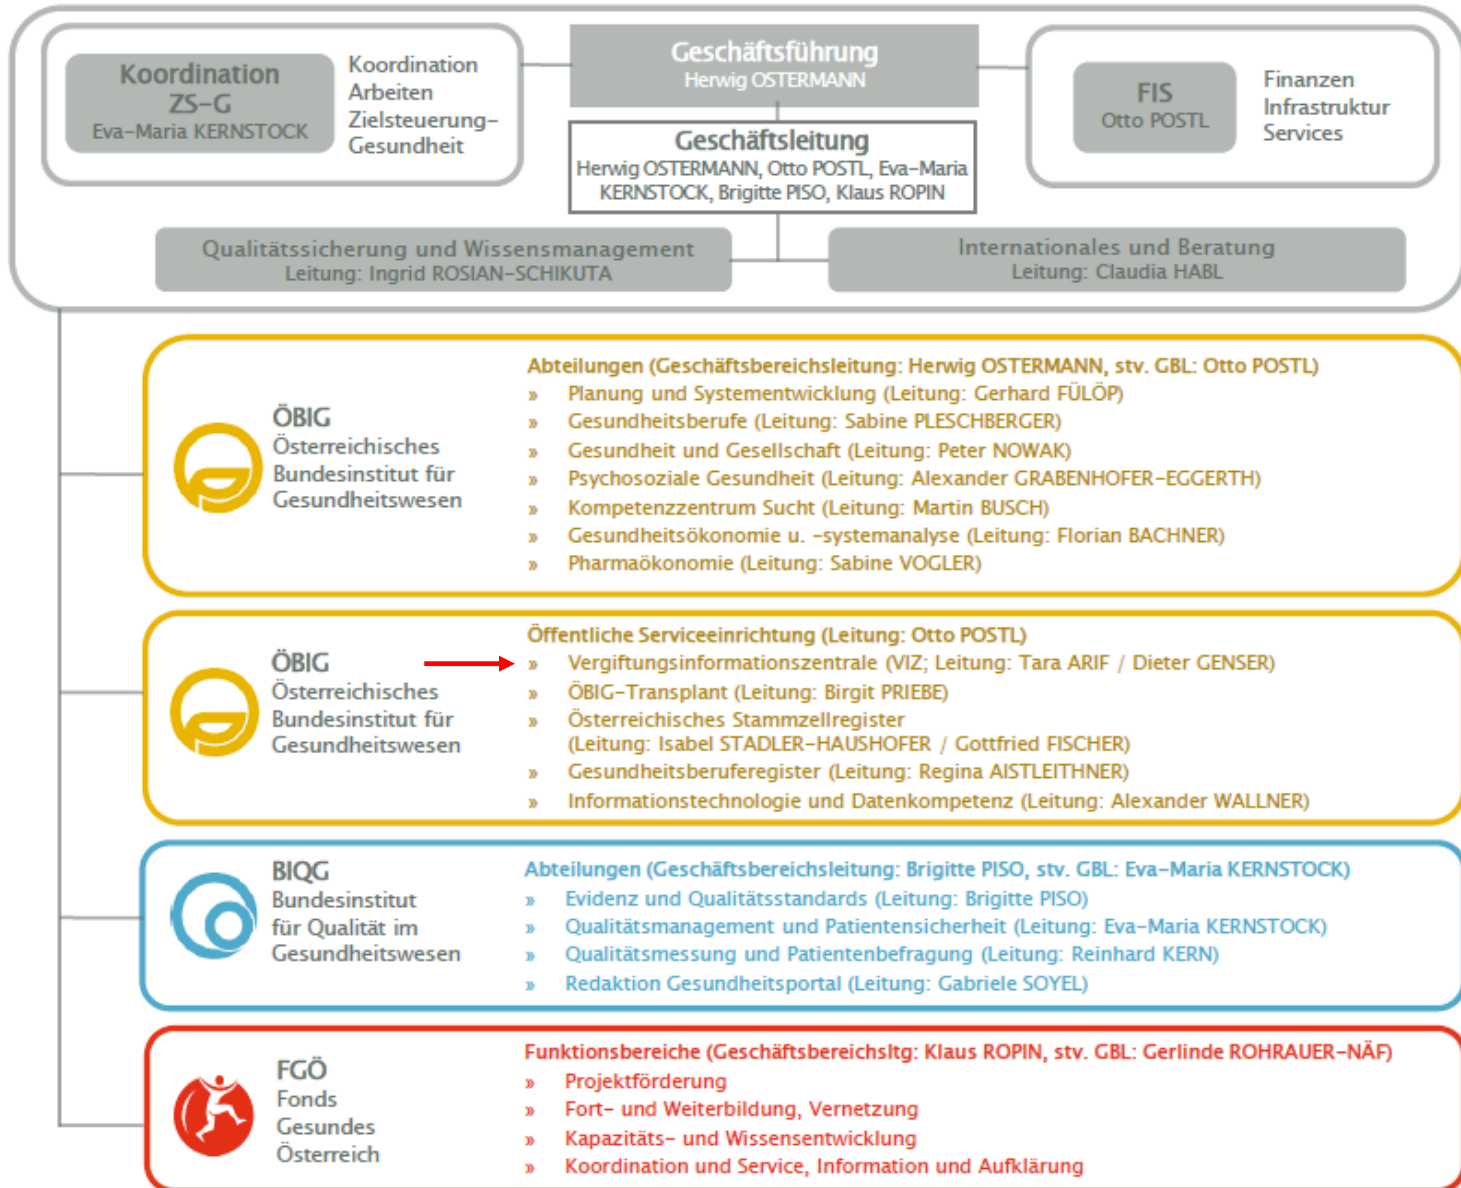 Koordination
ZS-G
Eva-Maria KERNSTOCK
Koordination
Arbeiten
Zielsteuerung-
Gesundheit
Geschäftsführung
Herwig OSTERMANN
FIS
Otto POSTL
Finanzen
Infrastruktur
Services
Geschäftsleitung
Herwig OSTERMANN, Otto POSTL, Eva-Maria
KERNSTOCK, Brigitte PISO, Klaus ROPIN
Qualitätssicherung und Wissensmanagement
Leitung: Ingrid ROSIAN-SCHIKUTA
Internationales und Beratung
Leitung: Claudia HABL
ÖBIG
Österreichisches
Bundesinstitut für
Gesundheitswesen
Abteilungen (Geschäftsbereichsleitung: Herwig OSTERMANN, stv. GBL: Otto POSTL)
» Planung und Systementwicklung (Leitung: Gerhard FÜLÖP)
» Gesundheitsberufe (Leitung: Sabine PLESCHBERGER)
» Gesundheit und Gesellschaft (Leitung: Peter NOWAK)
» Psychosoziale Gesundheit (Leitung: Alexander GRABENHOFER-EGGERTH)
» Kompetenzzentrum Sucht (Leitung: Martin BUSCH)
» Gesundheitsökonomie u. -systemanalyse (Leitung: Florian BACHNER)
» Pharmaökonomie (Leitung: Sabine VOGLER)
ÖBIG
Österreichisches
Bundesinstitut für
Gesundheitswesen
Öffentliche Serviceeinrichtung (Leitung: Otto POSTL)
» Vergiftungsinformationszentrale (VIZ; Leitung: Tara ARIF / Dieter GENSER)
» ÖBIG-Transplant (Leitung: Birgit PRIEBE)
» Österreichisches Stammzellregister
(Leitung: Isabel STADLER-HAUSHOFER / Gottfried FISCHER)
» Gesundheitsberuferegister (Leitung: Regina AISTLEITHNER)
» Informationstechnologie und Datenkompetenz (Leitung: Alexander WALLNER)
BIQG
Bundesinstitut
für Qualität im
Gesundheitswesen
Abteilungen (Geschäftsbereichsleitung: Brigitte PISO, stv. GBL: Eva-Maria KERNSTOCK)
» Evidenz und Qualitätsstandards (Leitung: Brigitte PISO)
» Qualitätsmanagement und Patientensicherheit (Leitung: Eva-Maria KERNSTOCK)
» Qualitätsmessung und Patientenbefragung (Leitung: Reinhard KERN)
» Redaktion Gesundheitsportal (Leitung: Gabriele SOYEL)
FGÖ
Fonds
Gesundes
Österreich
Funktionsbereiche (Geschäftsbereichsltg: Klaus ROPIN, stv. GBL: Gerlinde ROHRAUER-NÄF)
» Projektförderung
» Fort- und Weiterbildung, Vernetzung
» Kapazitäts- und Wissensentwicklung
» Koordination und Service, Information und Aufklärung